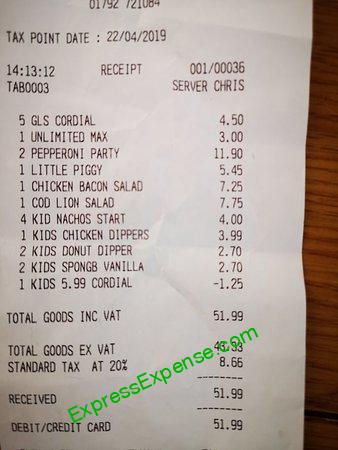 01792 721084
TAX POINT DATE : 22/04/2019
14:13:12 RECEIPT 001/00036
TAB0003 SERVER CHRIS
5 GLS CORDIAL 4.50
1 UNLIMITED MAX 3.00
2 PEPPERONI PARTY 11.90
1 LITTLE PIGGY 5.45
1 CHICKEN BACON SALAD 7.25
1 COD LION SALAD 7.75
4 KID NACHOS START 4.00
1 KIDS CHICKEN DIPPERS 3.99
2 KIDS DONUT DIPPER 2.70
2 KIDS SPONGB VANILLA 2.70
1 KIDS 5.99 CORDIAL -1.25
TOTAL GOODS INC VAT 51.99
TOTAL GOODS EX VAT 43.33
STANDARD TAX AT 20% 8.66
--------
RECEIVED 51.99
--------
DEBIT/CREDIT CARD 51.99
ExpressExpense.com